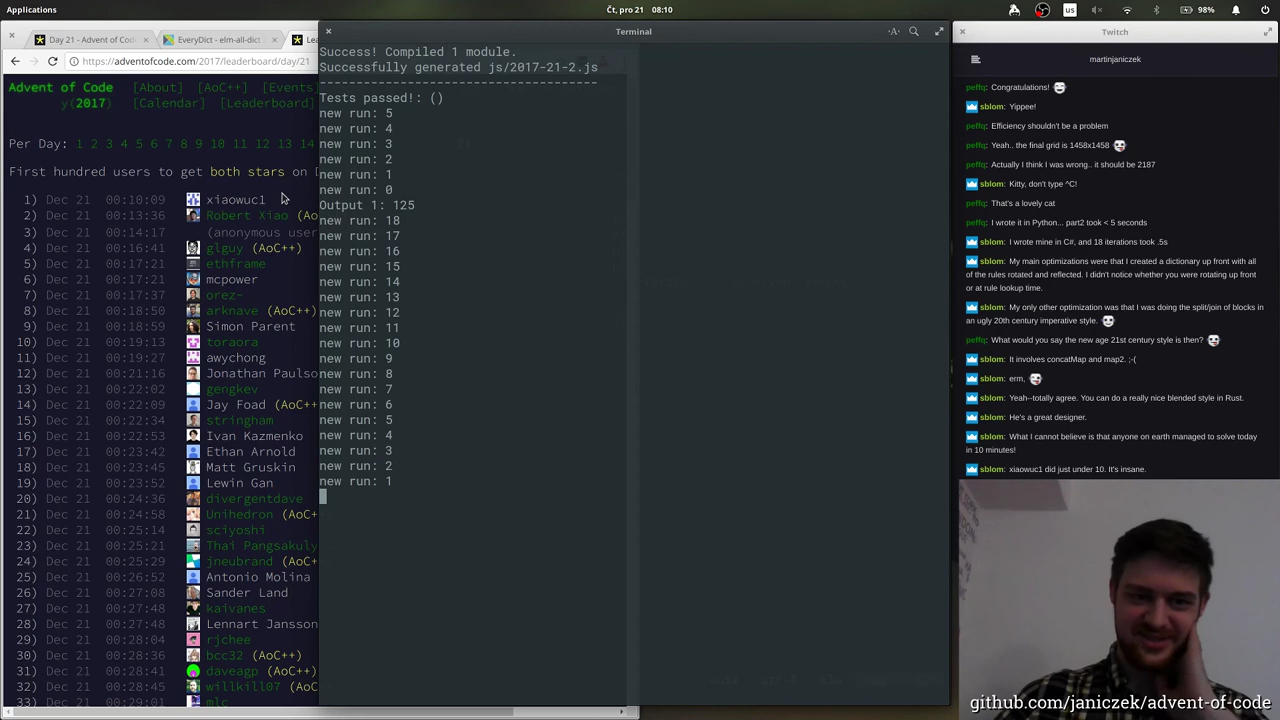 Applications
Čt, pro 21 08:10
us
98%
Day 21 - Advent of Cod
EveryDict - elm-all-dict
Lea
https://adventofcode.com/2017/leaderboard/day/21
Advent of Code
[About]
[AoC++]
[Events]
y(2017)
[Calendar]
[Leaderboard]
Per Day: 1 2 3 4 5 6 7 8 9 10 11 12 13 14
First hundred users to get both stars on D
1) Dec 21 00:10:09 xiaowuc1
2) Dec 21 00:12:15 Robert Xiao (Ao
3) Dec 21 00:14:17 (anonymous user
4) Dec 21 00:16:41 glguy (AoC++)
5) Dec 21 00:17:21 ethframe
6) Dec 21 00:17:21 mcpower
7) Dec 21 00:17:37 orez-
8) Dec 21 00:18:50 arknave (AoC++)
9) Dec 21 00:18:59 Simon Parent
10) Dec 21 00:19:13 toraora
11) Dec 21 00:19:27 awychong
12) Dec 21 00:21:16 Jonathan Paulso
13) Dec 21 00:22:02 gengkev
14) Dec 21 00:22:09 Jay Foad (AoC++
15) Dec 21 00:22:34 stringham
16) Dec 21 00:22:53 Ivan Kazmenko
17) Dec 21 00:23:42 Ethan Arnold
18) Dec 21 00:23:45 Matt Gruskin
19) Dec 21 00:23:52 Lewin Gan
20) Dec 21 00:24:36 divergentdave
21) Dec 21 00:24:58 Unihedron (AoC+
22) Dec 21 00:25:14 sciyoshi
23) Dec 21 00:25:21 Thai Pangsakuly
24) Dec 21 00:25:21 jneubrand (AoC+
25) Dec 21 00:26:52 Antonio Molina
26) Dec 21 00:27:08 Sander Land
27) Dec 21 00:27:48 kaivanes
28) Dec 21 00:27:48 Lennart Jansson
29) Dec 21 00:28:04 rjchee
30) Dec 21 00:28:41 bcc32 (AoC++)
31) Dec 21 00:28:41 daveagp (AoC++)
32) Dec 21 00:28:45 willkill07 (AoC
33) Dec 21 mlc
Terminal
Success! Compiled 1 module.
Successfully generated js/2017-21-2.js
--------------------------------------
Tests passed!: ()
new run: 5
new run: 4
new run: 3
new run: 2
new run: 1
new run: 0
Output 1: 125
new run: 18
new run: 17
new run: 16
new run: 15
new run: 14
new run: 13
new run: 12
new run: 11
new run: 10
new run: 9
new run: 8
new run: 7
new run: 6
new run: 5
new run: 4
new run: 3
new run: 2
new run: 1
Twitch
martinjaniczek
peffq: Congratulations!
sblom: Yippee!
peffq: Efficiency shouldn't be a problem
peffq: Yeah.. the final grid is 1458x1458
peffq: Actually I think I was wrong.. it should be 2187
sblom: Kitty, don't type ^C!
peffq: That's a lovely cat
peffq: I wrote it in Python... part2 took < 5 seconds
sblom: I wrote mine in C#, and 18 iterations took .5s
sblom: My main optimizations were that I created a dictionary up front with all
of the rules rotated and reflected. I didn't notice whether you were rotating up front
or at rule lookup time.
sblom: My only other optimization was that I was doing the split/join of blocks in
an ugly 20th century imperative style.
peffq: What would you say the new age 21st century style is then?
sblom: It involves concatMap and map2. ;-(
sblom: erm,
sblom: Yeah--totally agree. You can do a really nice blended style in Rust.
sblom: He's a great designer.
sblom: What I cannot believe is that anyone on earth managed to solve today
in 10 minutes!
sblom: xiaowuc1 did just under 10. It's insane.
github.com/janiczek/advent-of-code